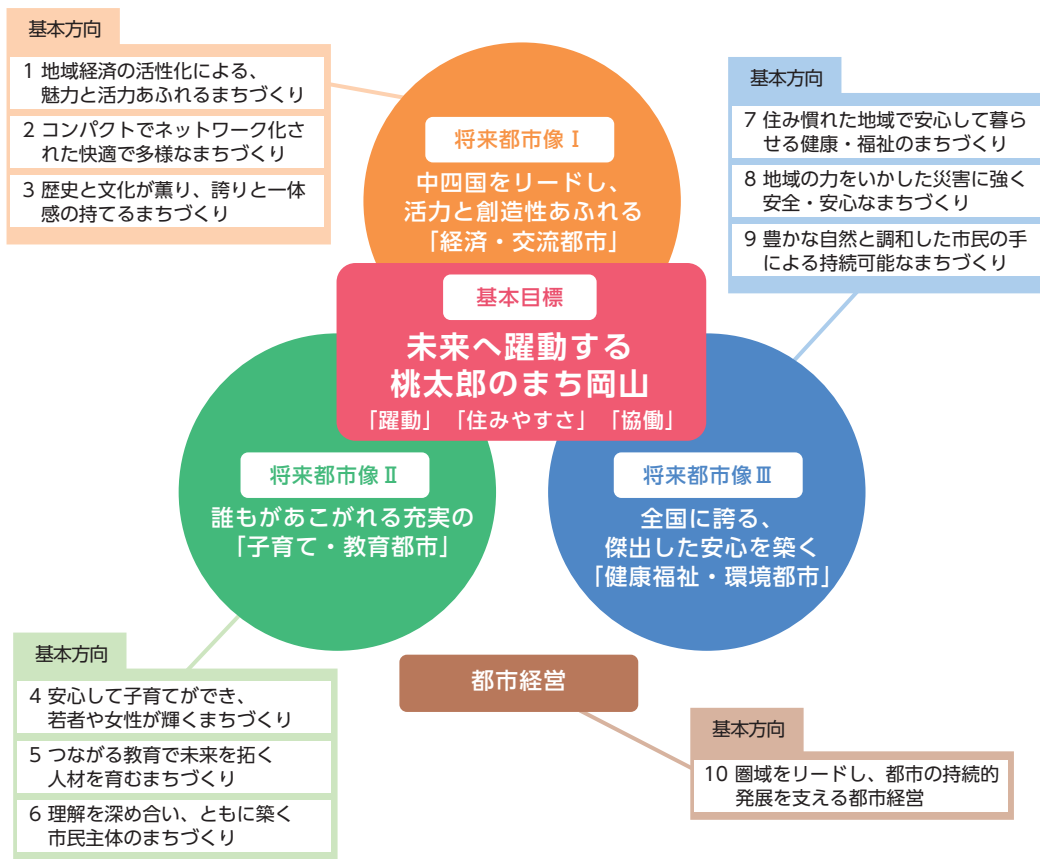 基本方向
1 地域経済の活性化による、
魅力と活力あふれるまちづくり
2 コンパクトでネットワーク化さ
れた快適で多様なまちづくり
3 歴史と文化が薫り、誇りと一体
感の持てるまちづくり
将来都市像Ⅰ
中四国をリードし、
活力と創造性あふれる
「経済・交流都市」
基本方向
7 住み慣れた地域で安心して暮ら
せる健康・福祉のまちづくり
8 地域の力をいかした災害に強く
安全・安心なまちづくり
9 豊かな自然と調和した市民の手
による持続可能なまちづくり
基本目標
未来へ躍動する
桃太郎のまち岡山
「躍動」「住みやすさ」「協働」
将来都市像Ⅱ
誰もがあこがれる充実の
「子育て・教育都市」
将来都市像Ⅲ
全国に誇る、
傑出した安心を築く
「健康福祉・環境都市」
基本方向
4 安心して子育てができ、
若者や女性が輝くまちづくり
5 つながる教育で未来を拓く
人材を育むまちづくり
6 理解を深め合い、ともに築く
市民主体のまちづくり
都市経営
基本方向
10 圏域をリードし、都市の持続的
発展を支える都市経営